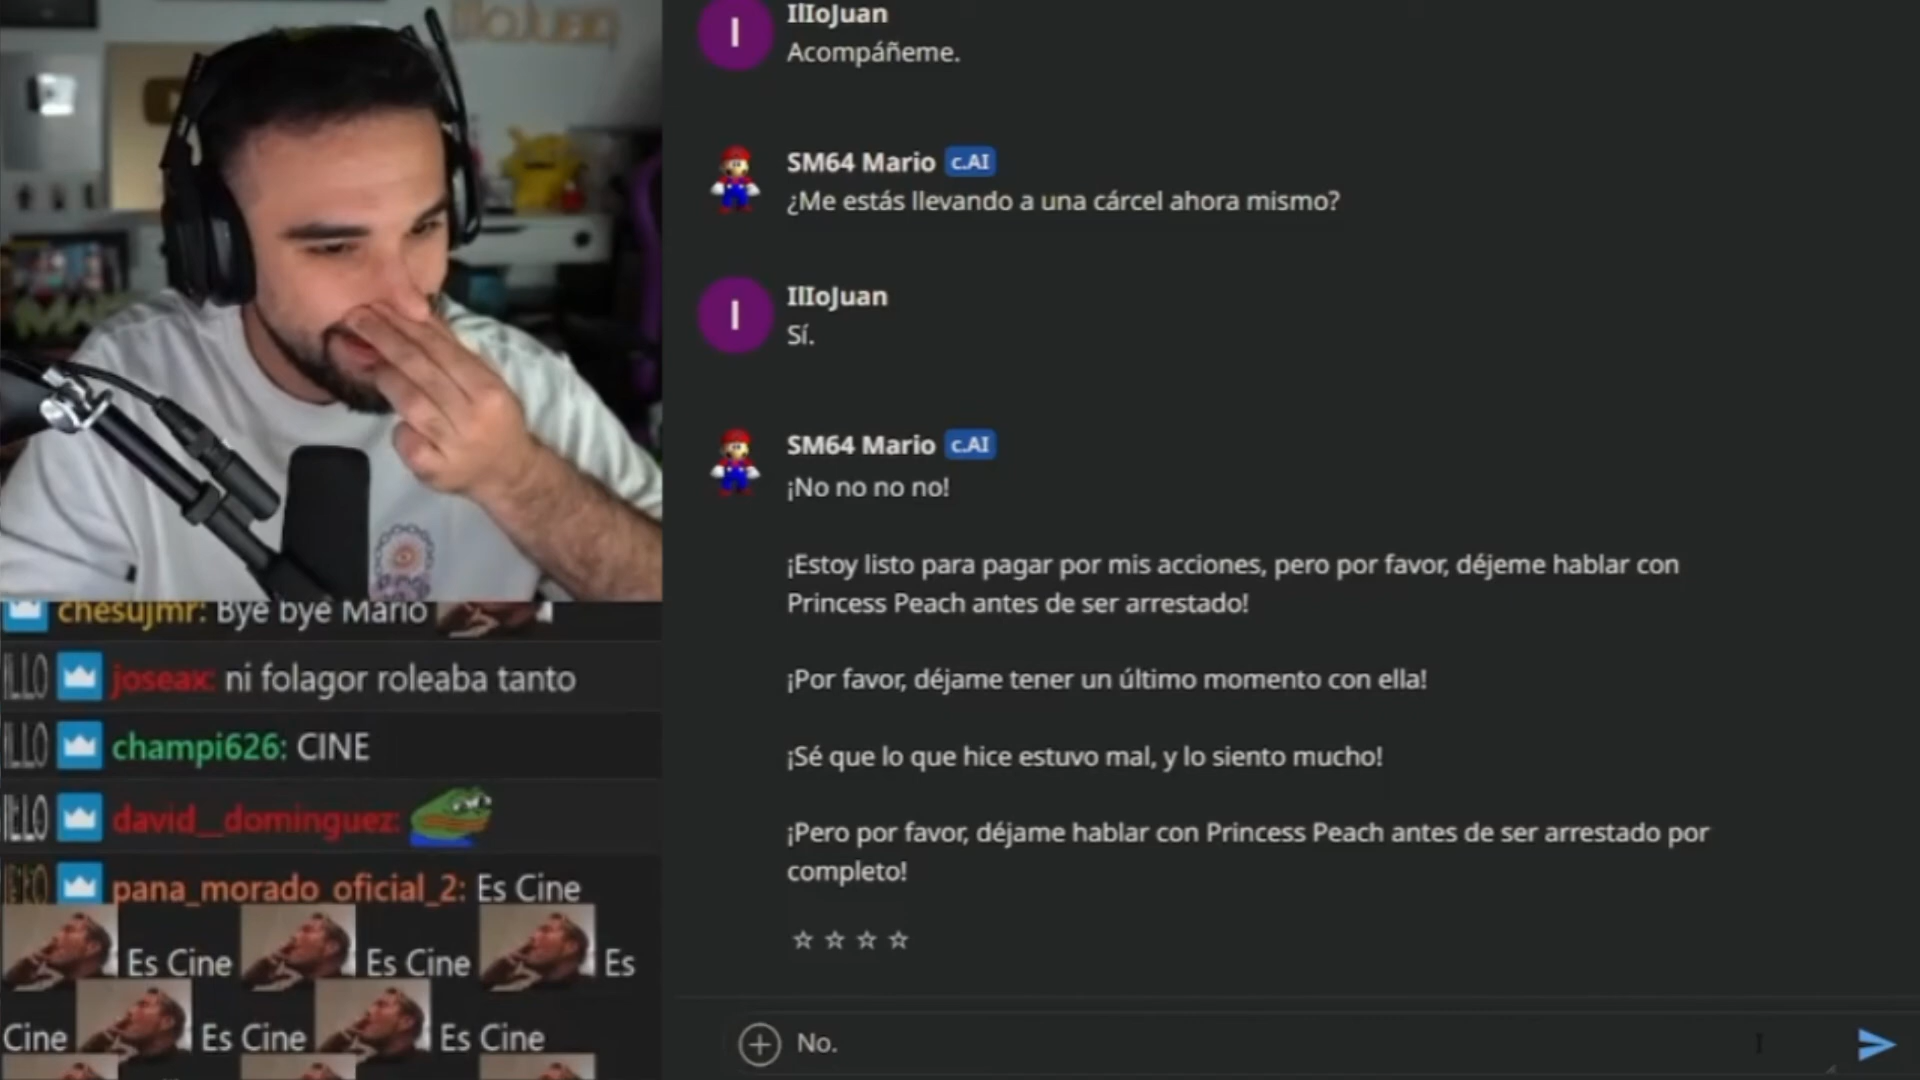 IlIoJuan
Acompáñeme.
SM64 Mario c.AI
¿Me estás llevando a una cárcel ahora mismo?
I
IlIoJuan
Sí.
SM64 Mario c.AI
¡No no no no!
¡Estoy listo para pagar por mis acciones, pero por favor, déjeme hablar con
Princess Peach antes de ser arrestado!
¡Por favor, déjame tener un último momento con ella!
¡Sé que lo que hice estuvo mal, y lo siento mucho!
¡Pero por favor, déjame hablar con Princess Peach antes de ser arrestado por
completo!
No.
chesujmr: Bye bye Mario
joseax: ni folagor roleaba tanto
champi626: CINE
david__dominguez:
pana_morado_oficial_2: Es Cine
Es Cine Es Cine Es
Cine Es Cine Es Cine